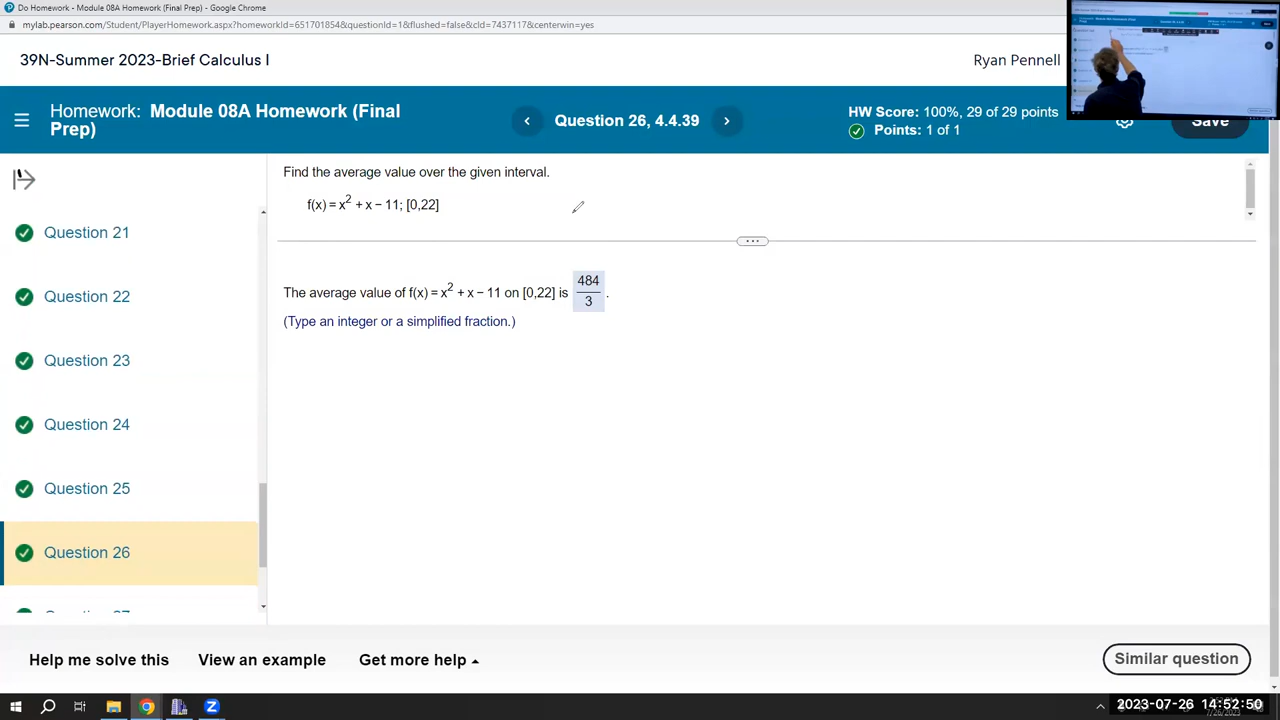 Do Homework - Module 08A Homework (Final Prep) - Google Chrome
mylab.pearson.com/Student/PlayerHomework.aspx?homeworkId=651701854&questionId=18&flushed=false&cId=7437117&centerwin=yes
39N-Summer 2023-Brief Calculus I
Ryan Pennell
Homework: Module 08A Homework (Final Prep)
Question 26, 4.4.39
HW Score: 100%, 29 of 29 points
Points: 1 of 1
Save
Find the average value over the given interval.
f(x) = x² + x − 11; [0,22]
Question 21
Question 22
Question 23
Question 24
Question 25
Question 26
The average value of f(x) = x² + x − 11 on [0,22] is 484/3.
(Type an integer or a simplified fraction.)
Help me solve this
View an example
Get more help
Similar question
2023-07-26 14:52:50